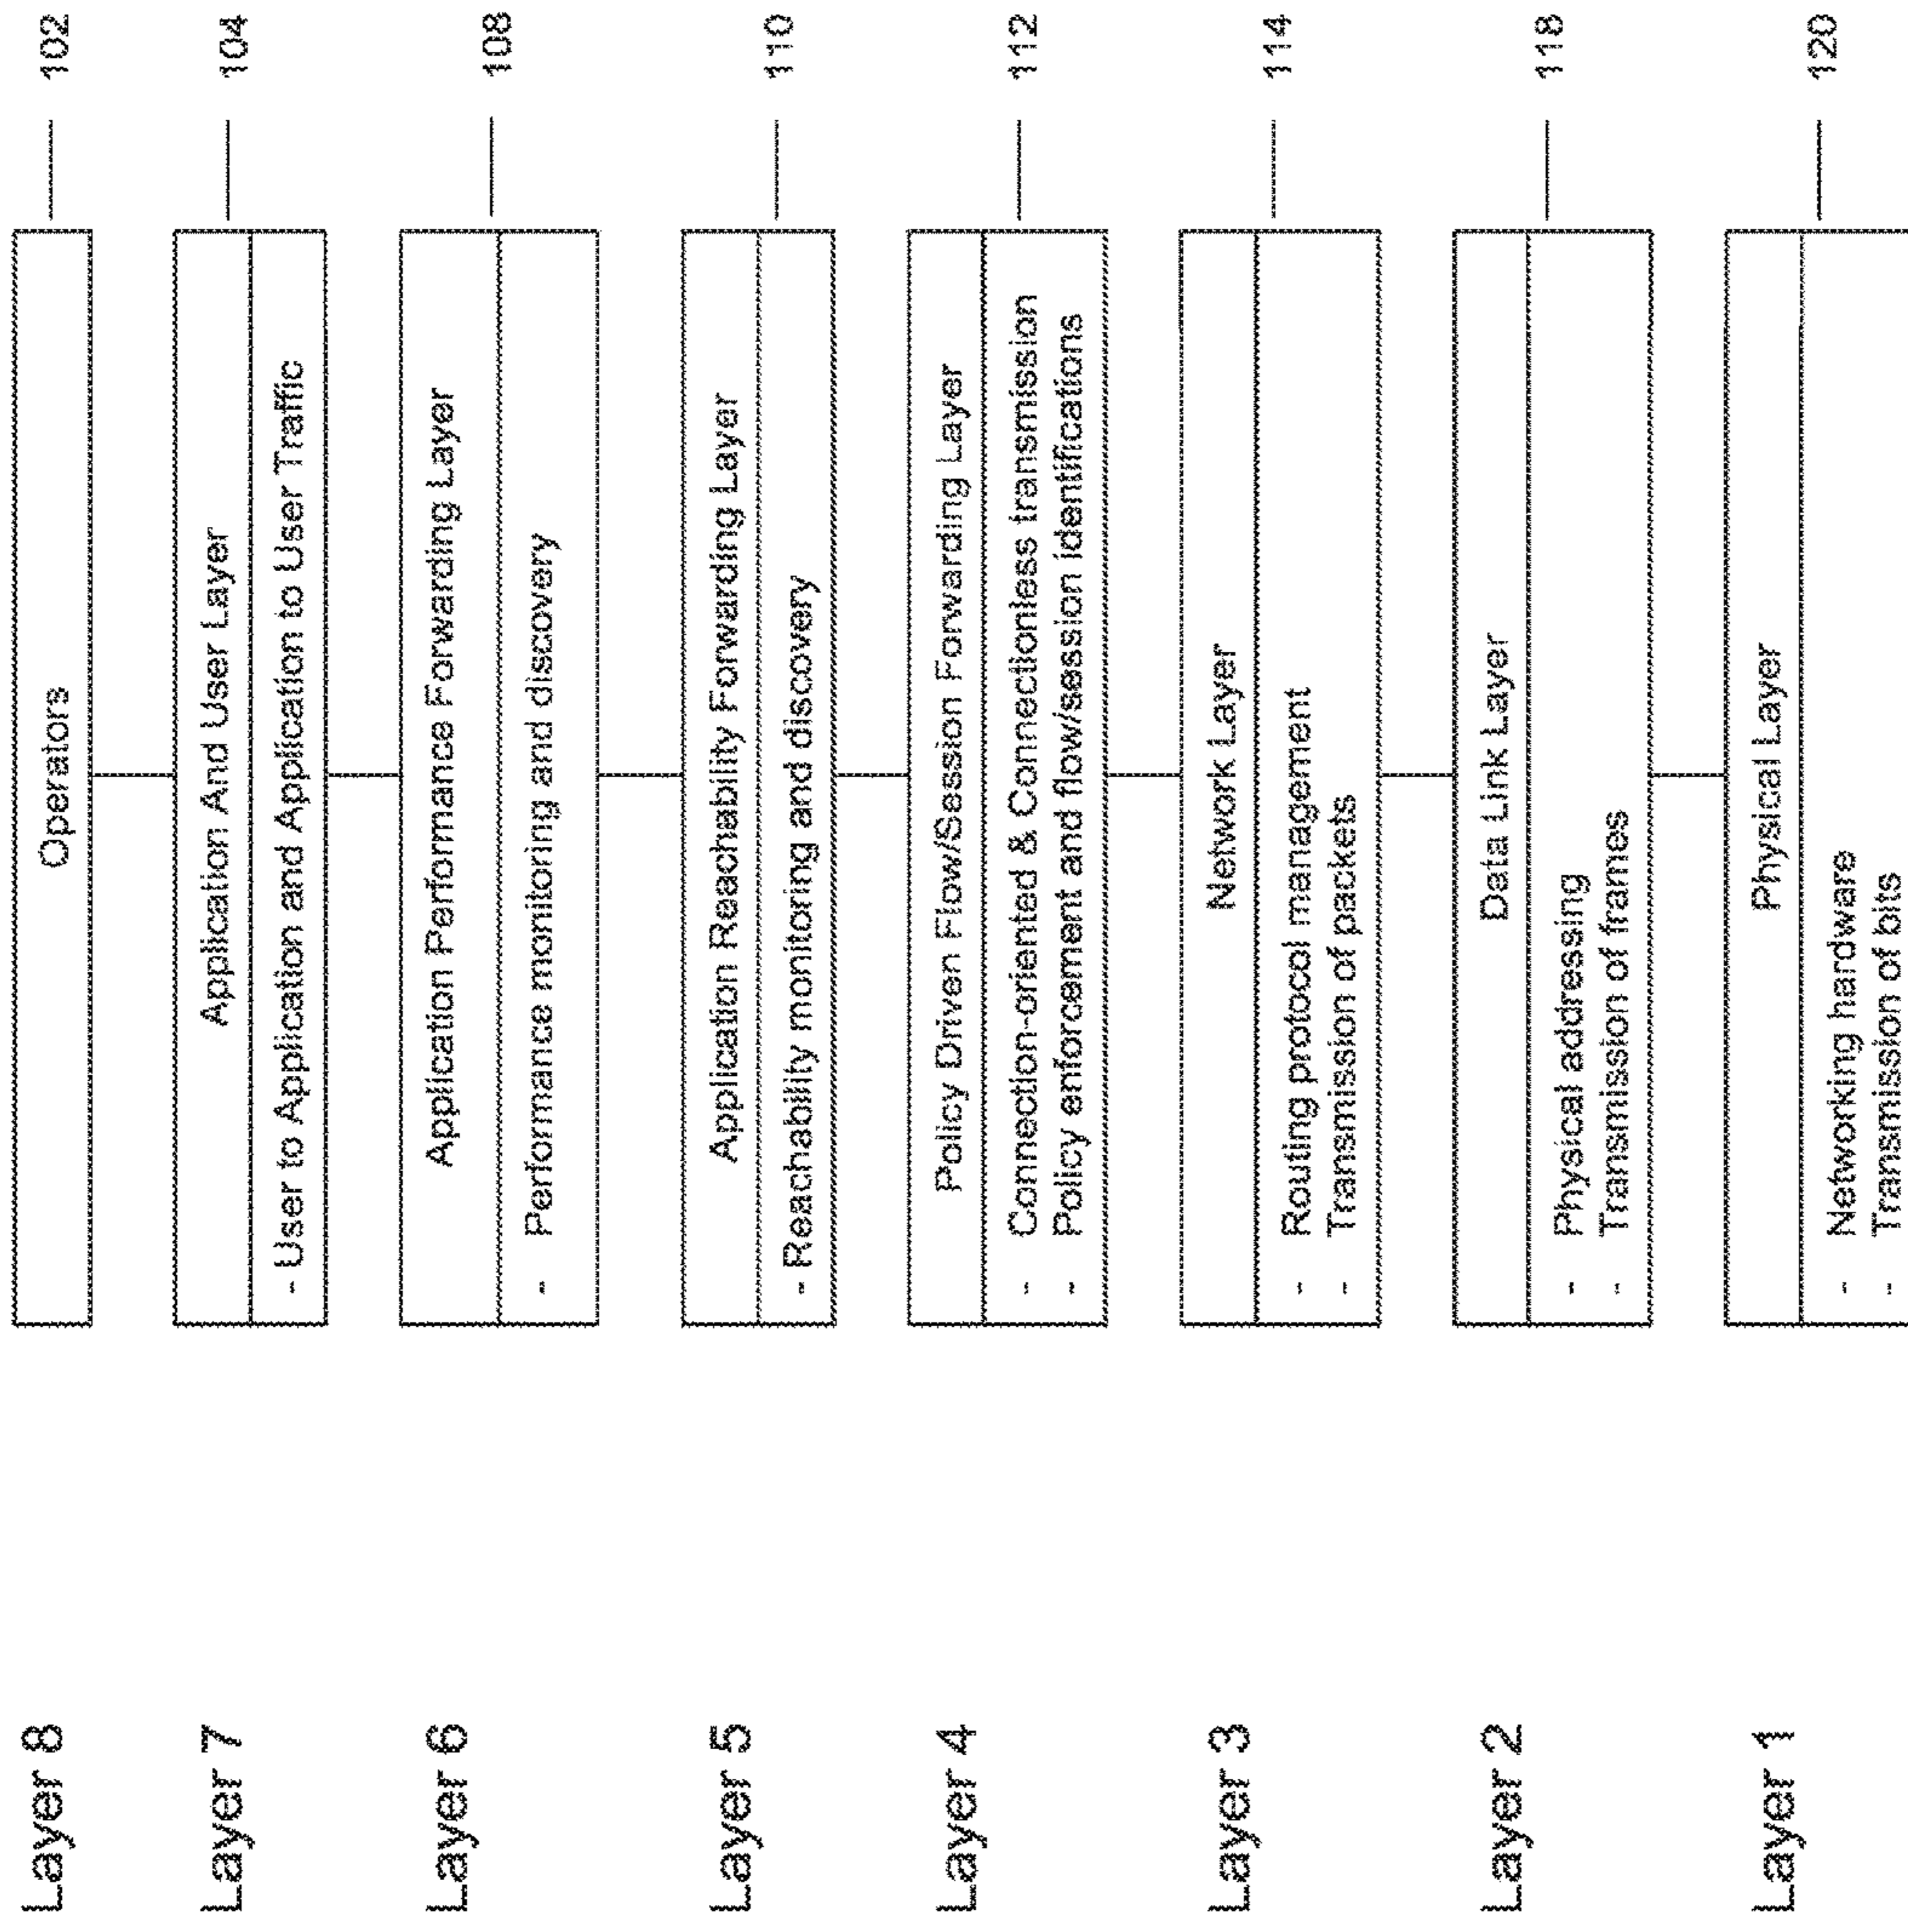 Layer 8
Operators
102
Layer 7
Application And User Layer
- User to Application and Application to User Traffic
104
Layer 6
Application Performance Forwarding Layer
- Performance monitoring and discovery
108
Layer 5
Application Reachability Forwarding Layer
- Reachability monitoring and discovery
110
Layer 4
Policy Driven Flow/Session Forwarding Layer
- Connection-oriented & Connectionless transmission
- Policy enforcement and flow/session identifications
112
Layer 3
Network Layer
- Routing protocol management
- Transmission of packets
114
Layer 2
Data Link Layer
- Physical addressing
- Transmission of frames
118
Layer 1
Physical Layer
- Networking hardware
- Transmission of bits
120